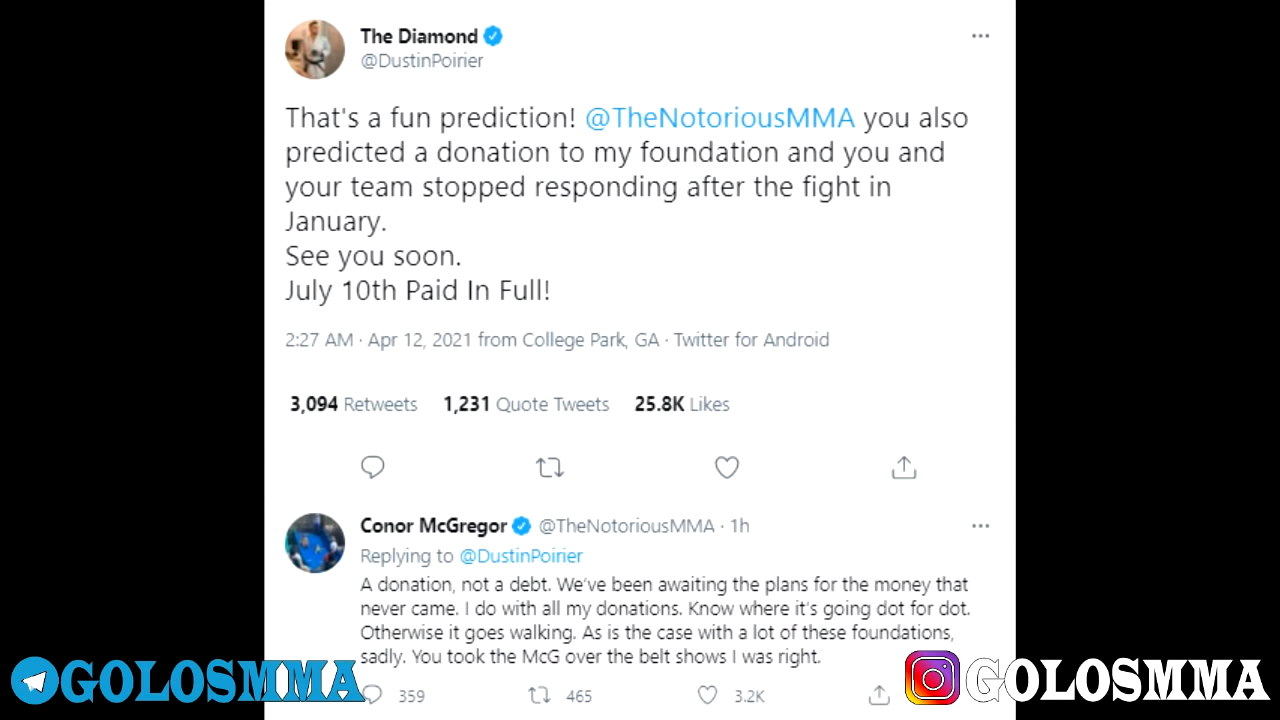 The Diamond
@DustinPoirier
That's a fun prediction! @TheNotoriousMMA you also
predicted a donation to my foundation and you and
your team stopped responding after the fight in
January.
See you soon.
July 10th Paid In Full!
2:27 AM · Apr 12, 2021 from College Park, GA · Twitter for Android
3,094 Retweets 1,231 Quote Tweets 25.8K Likes
Conor McGregor @TheNotoriousMMA · 1h
Replying to @DustinPoirier
A donation, not a debt. We've been awaiting the plans for the money that
never came. I do with all my donations. Know where it's going dot for dot.
Otherwise it goes walking. As is the case with a lot of these foundations,
sadly. You took the McG over the belt shows I was right.
359 465 3.2K
GOLOSMMA
GOLOSMMA